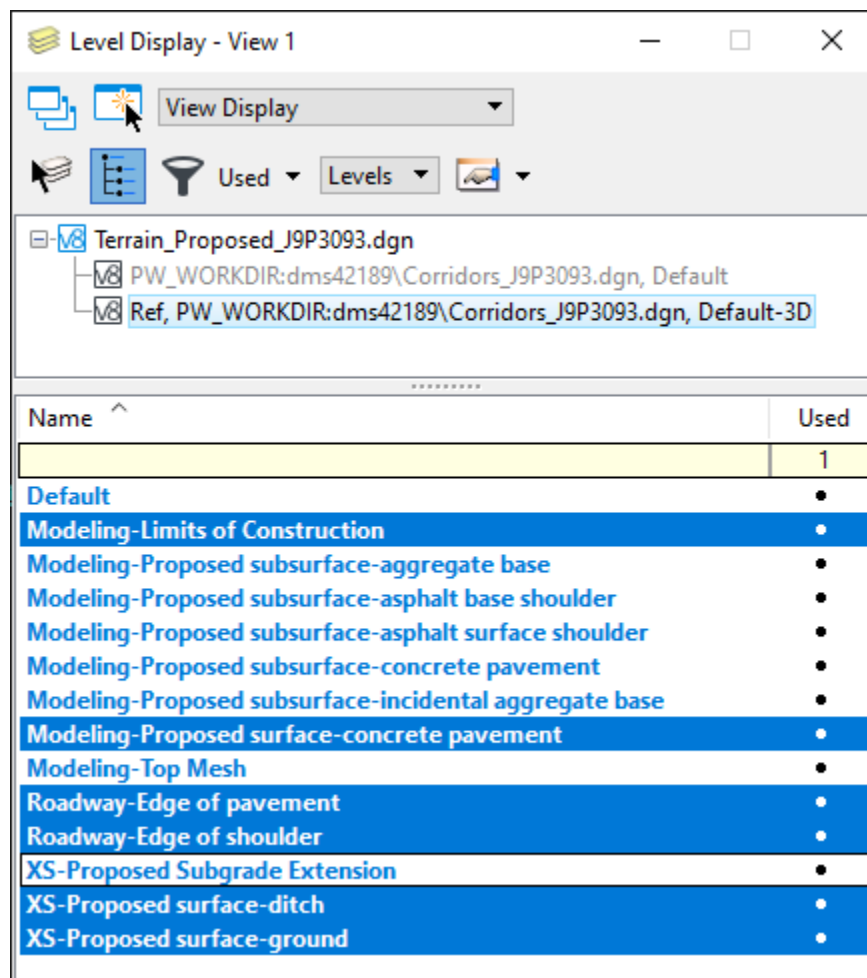 Level Display - View 1
View Display
Used Levels
Terrain_Proposed_J9P3093.dgn
PW_WORKDIR:dms42189\Corridors_J9P3093.dgn, Default
Ref, PW_WORKDIR:dms42189\Corridors_J9P3093.dgn, Default-3D
Name Used
1
Default
Modeling-Limits of Construction
Modeling-Proposed subsurface-aggregate base
Modeling-Proposed subsurface-asphalt base shoulder
Modeling-Proposed subsurface-asphalt surface shoulder
Modeling-Proposed subsurface-concrete pavement
Modeling-Proposed subsurface-incidental aggregate base
Modeling-Proposed surface-concrete pavement
Modeling-Top Mesh
Roadway-Edge of pavement
Roadway-Edge of shoulder
XS-Proposed Subgrade Extension
XS-Proposed surface-ditch
XS-Proposed surface-ground